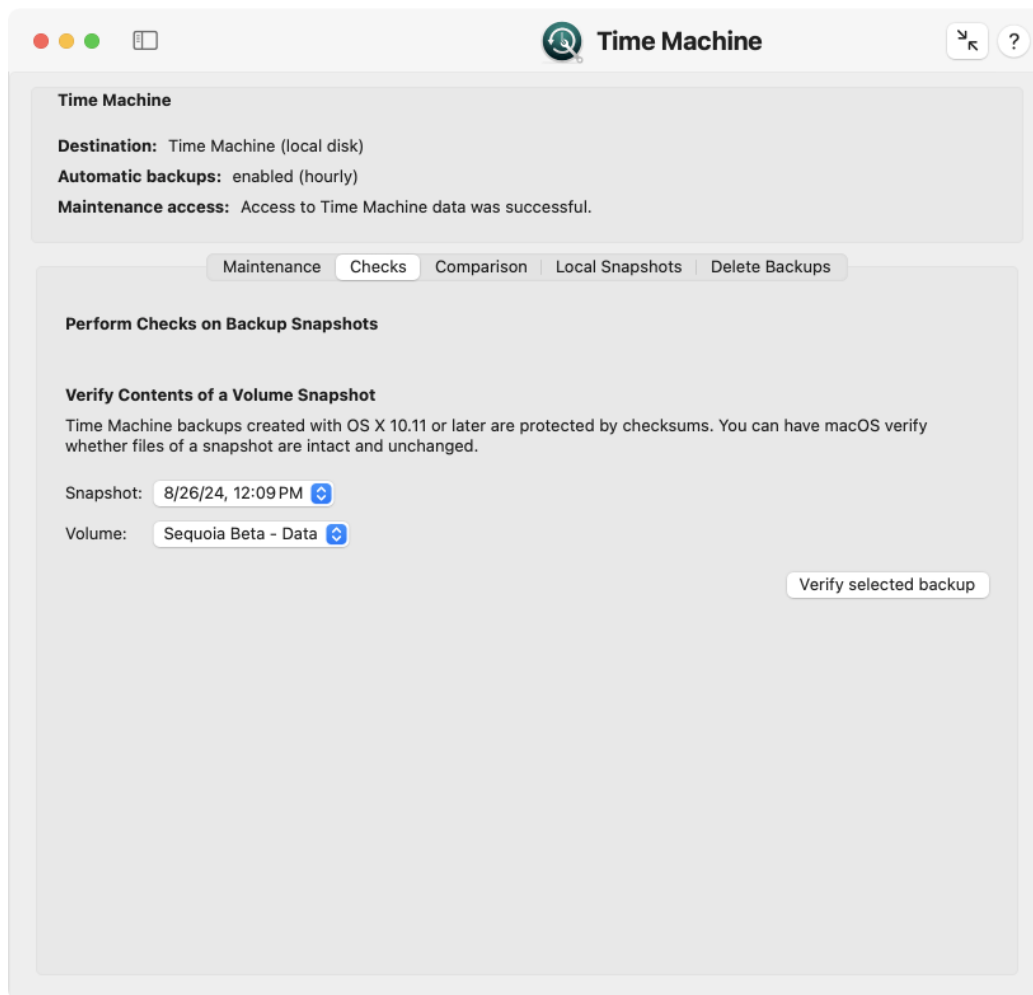 Time Machine
?
Time Machine
Destination: Time Machine (local disk)
Automatic backups: enabled (hourly)
Maintenance access: Access to Time Machine data was successful.
Maintenance Checks Comparison Local Snapshots Delete Backups
Perform Checks on Backup Snapshots
Verify Contents of a Volume Snapshot
Time Machine backups created with OS X 10.11 or later are protected by checksums. You can have macOS verify
whether files of a snapshot are intact and unchanged.
Snapshot: 8/26/24, 12:09 PM
Volume: Sequoia Beta - Data
Verify selected backup